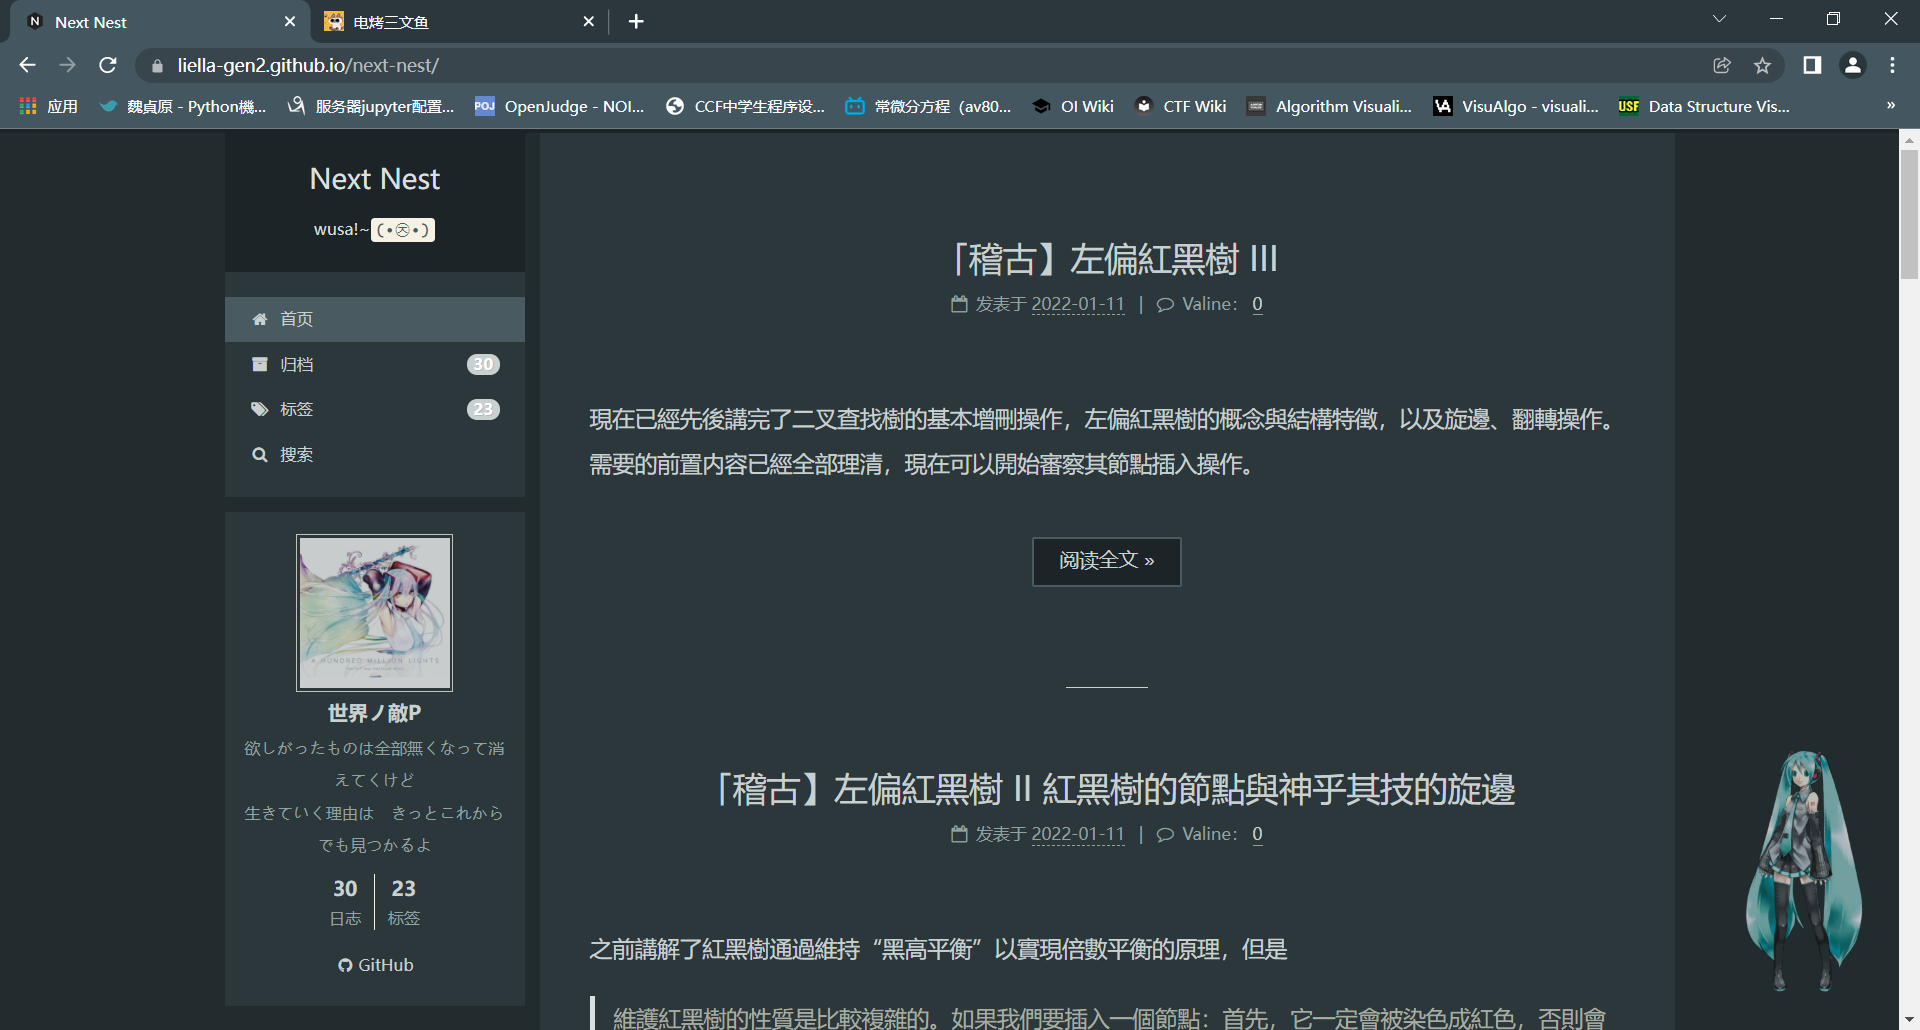 Next Nest
电烤三文鱼
liella-gen2.github.io/next-nest/
应用
魏贞原 - Python機...
服务器jupyter配置...
POJ OpenJudge - NOI...
CCF中学生程序设...
常微分方程（av80...
OI Wiki
CTF Wiki
Algorithm Visuali...
VisuAlgo - visuali...
USF Data Structure Vis...
»
Next Nest
wusa!~(•㉨•)
首页
归档 30
标签 23
搜索
A HUNDRED MILLION LIGHTS
世界ノ敵P
欲しがったものは全部無くなって消
えてくけど
生きていく理由は　きっとこれから
でも見つかるよ
30 23
日志 标签
GitHub
「稽古】左偏紅黑樹 III
发表于 2022-01-11 | Valine： 0
現在已經先後講完了二叉查找樹的基本增刪操作，左偏紅黑樹的概念與結構特徵，以及旋邊、翻轉操作。
需要的前置内容已經全部理清，現在可以開始審察其節點插入操作。
阅读全文 »
「稽古】左偏紅黑樹 II 紅黑樹的節點與神乎其技的旋邊
发表于 2022-01-11 | Valine： 0
之前講解了紅黑樹通過維持“黑高平衡”以實現倍數平衡的原理，但是
維護紅黑樹的性質是比較複雜的。如果我們要插入一個節點：首先，它一定會被染色成紅色，否則會